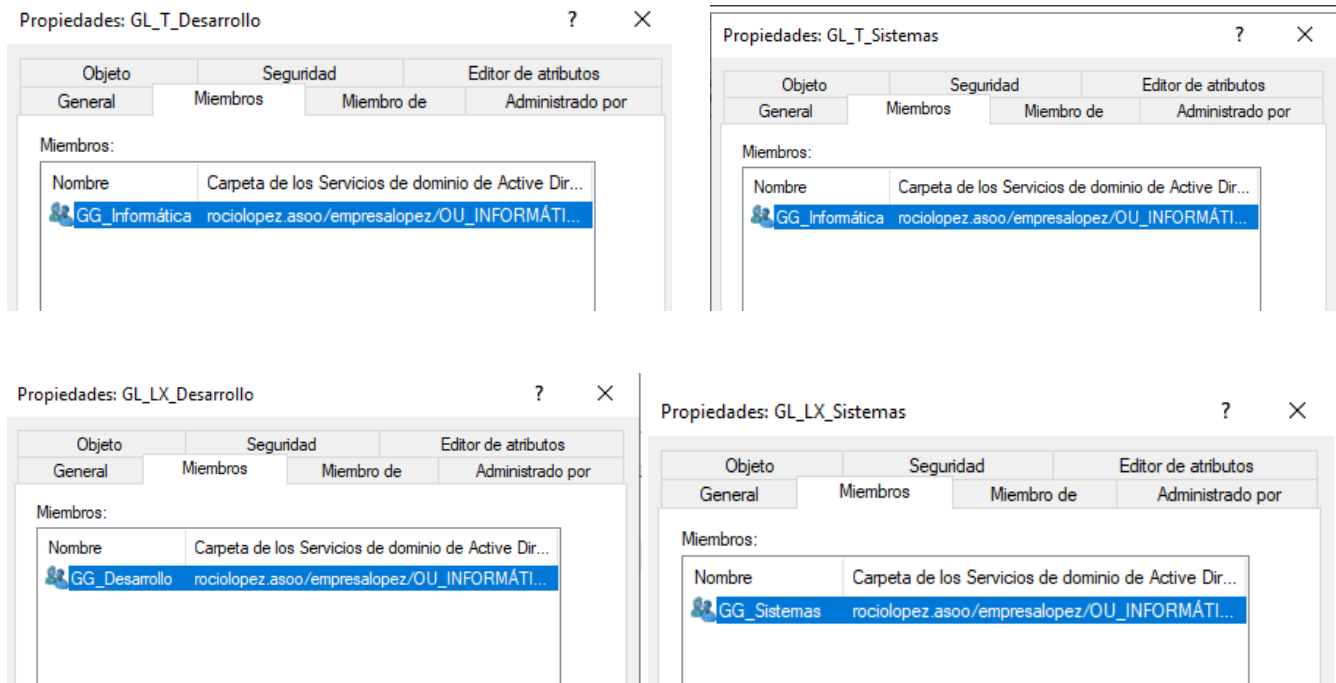 Propiedades: GL_T_Desarrollo ? ×
Objeto Seguridad Editor de atributos
General Miembros Miembro de Administrado por
Miembros:
Nombre Carpeta de los Servicios de dominio de Active Dir...
GG_Informática rociolopez.asoo/empresalopez/OU_INFORMÁTI...
Propiedades: GL_T_Sistemas ? ×
Objeto Seguridad Editor de atributos
General Miembros Miembro de Administrado por
Miembros:
Nombre Carpeta de los Servicios de dominio de Active Dir...
GG_Informática rociolopez.asoo/empresalopez/OU_INFORMÁTI...
Propiedades: GL_LX_Desarrollo ? ×
Objeto Seguridad Editor de atributos
General Miembros Miembro de Administrado por
Miembros:
Nombre Carpeta de los Servicios de dominio de Active Dir...
GG_Desarrollo rociolopez.asoo/empresalopez/OU_INFORMÁTI...
Propiedades: GL_LX_Sistemas ? ×
Objeto Seguridad Editor de atributos
General Miembros Miembro de Administrado por
Miembros:
Nombre Carpeta de los Servicios de dominio de Active Dir...
GG_Sistemas rociolopez.asoo/empresalopez/OU_INFORMÁTI...